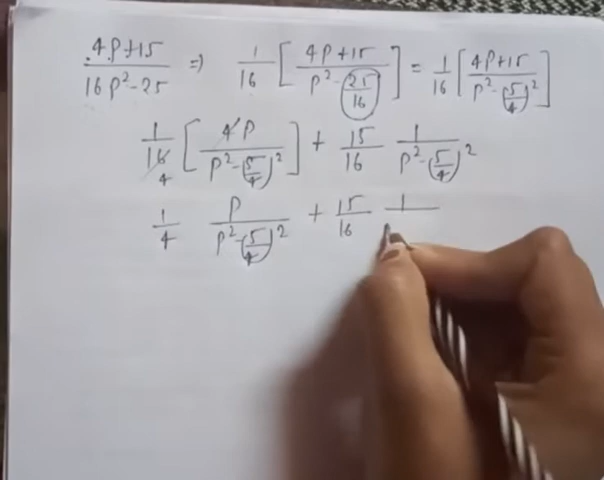 4P+15/16P²-25 ⇒ 1/16 [4P+15/P²-25/16] = 1/16 [4P+15/P²-(5/4)²]
1/16 4 [4P/P²-(5/4)²] + 15/16 1/P²-(5/4)²
1/4 P/P²-(5/4)² + 15/16 1/